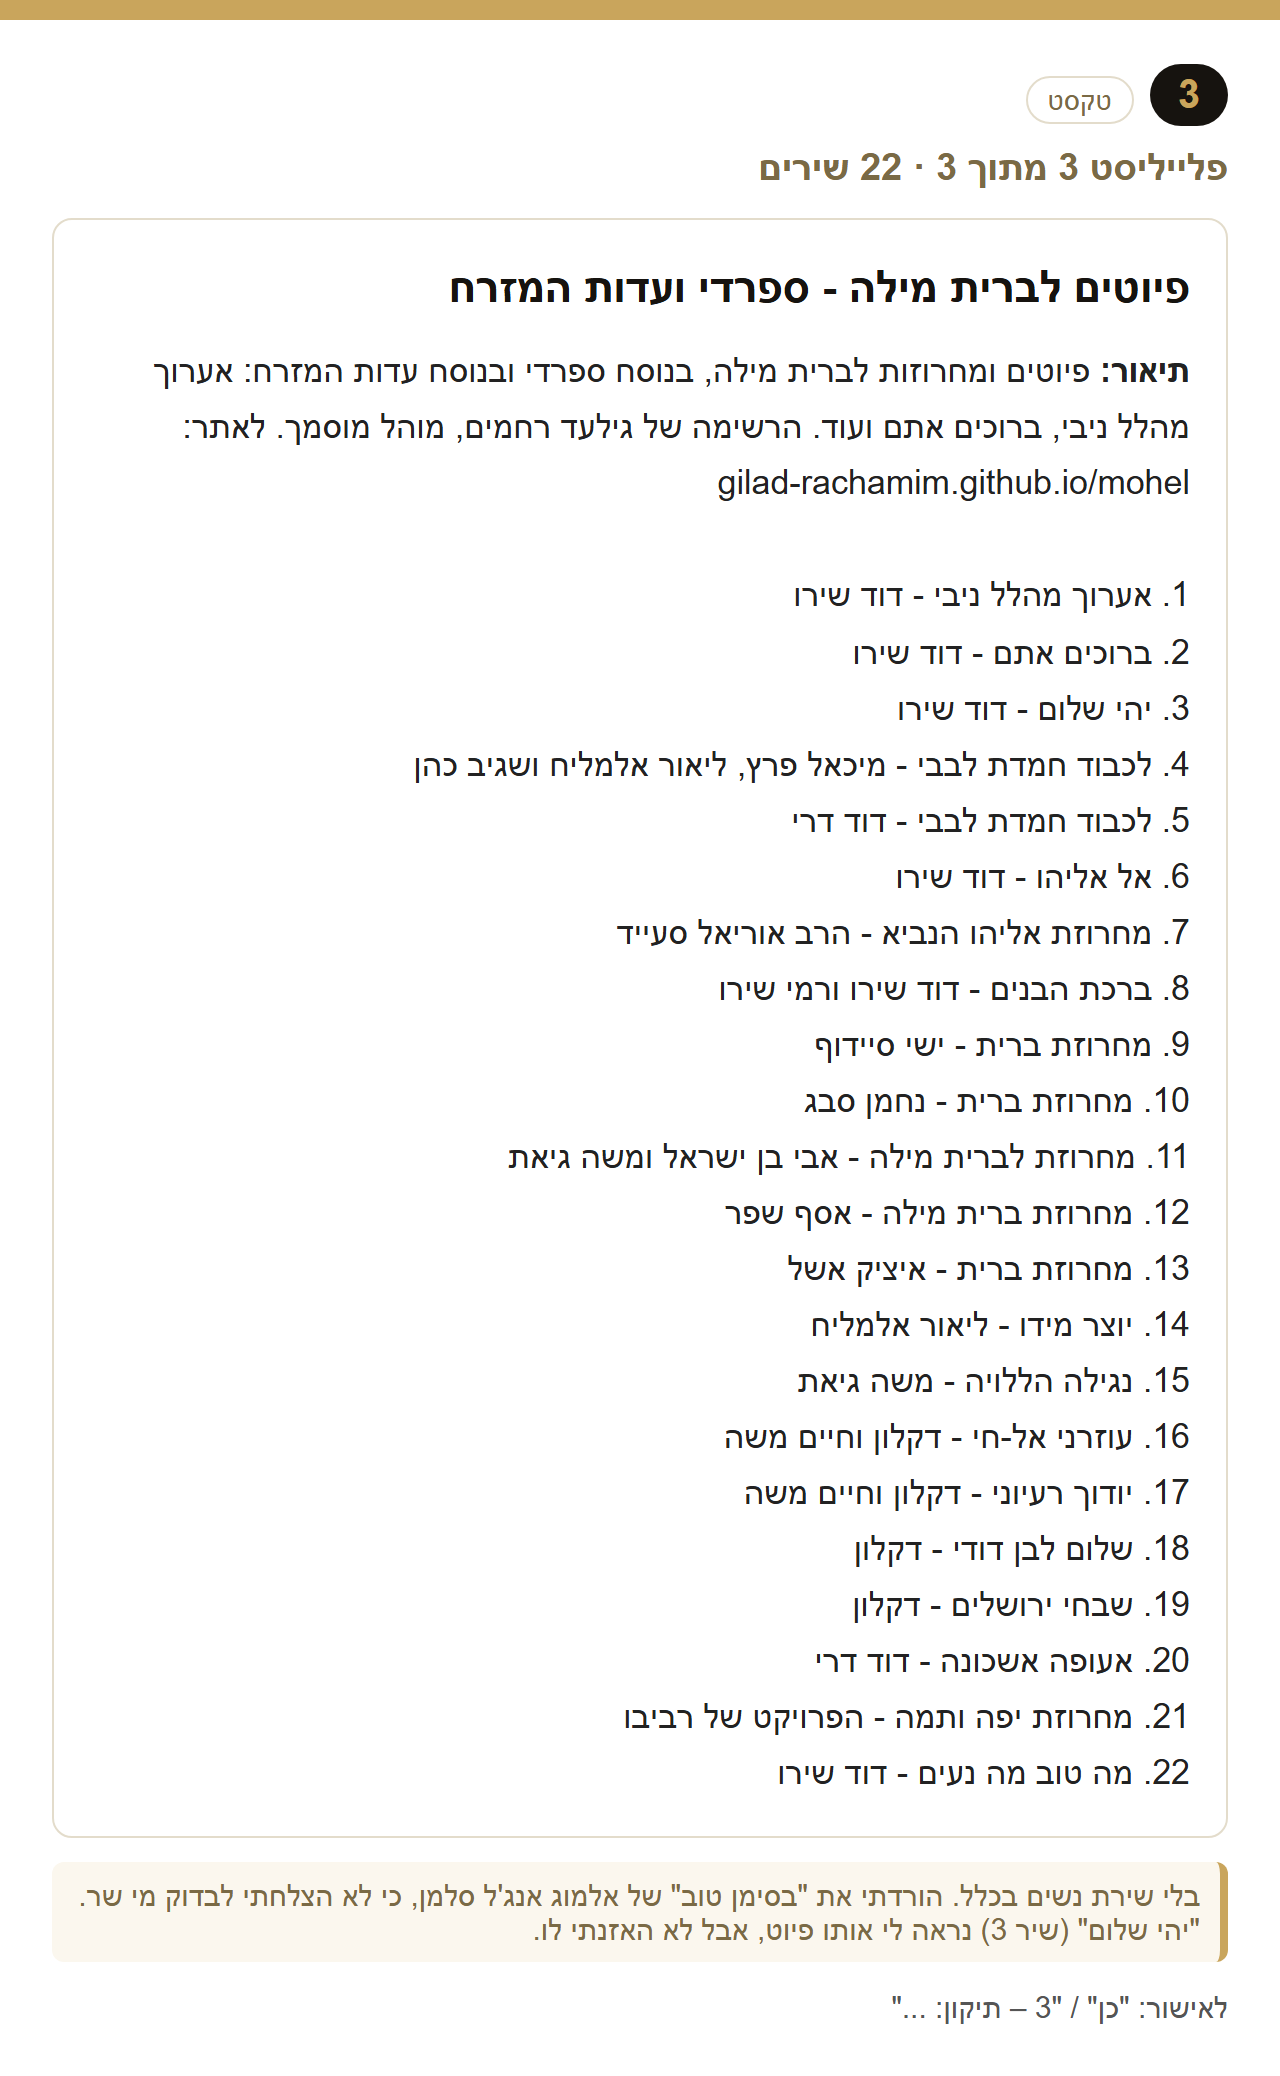 3
טקסט
פלייליסט 3 מתוך 3 · 22 שירים
פיוטים לברית מילה - ספרדי ועדות המזרח
תיאור: פיוטים ומחרוזות לברית מילה, בנוסח ספרדי ובנוסח עדות המזרח: אערוך
מהלל ניבי, ברוכים אתם ועוד. הרשימה של גילעד רחמים, מוהל מוסמך. לאתר:
gilad-rachamim.github.io/mohel
1. אערוך מהלל ניבי - דוד שירו
2. ברוכים אתם - דוד שירו
3. יהי שלום - דוד שירו
4. לכבוד חמדת לבבי - מיכאל פרץ, ליאור אלמליח ושגיב כהן
5. לכבוד חמדת לבבי - דוד דרי
6. אל אליהו - דוד שירו
7. מחרוזת אליהו הנביא - הרב אוריאל סעייד
8. ברכת הבנים - דוד שירו ורמי שירו
9. מחרוזת ברית - ישי סיידוף
10. מחרוזת ברית - נחמן סבג
11. מחרוזת לברית מילה - אבי בן ישראל ומשה גיאת
12. מחרוזת ברית מילה - אסף שפר
13. מחרוזת ברית - איציק אשל
14. יוצר מידו - ליאור אלמליח
15. נגילה הללויה - משה גיאת
16. עוזרני אל-חי - דקלון וחיים משה
17. יודוך רעיוני - דקלון וחיים משה
18. שלום לבן דודי - דקלון
19. שבחי ירושלים - דקלון
20. אעופה אשכונה - דוד דרי
21. מחרוזת יפה ותמה - הפרויקט של רביבו
22. מה טוב מה נעים - דוד שירו
בלי שירת נשים בכלל. הורדתי את "בסימן טוב" של אלמוג אנג'ל סלמן, כי לא הצלחתי לבדוק מי שר.
"יהי שלום" (שיר 3) נראה לי אותו פיוט, אבל לא האזנתי לו.
לאישור: "כן" / "3 – תיקון: ..."